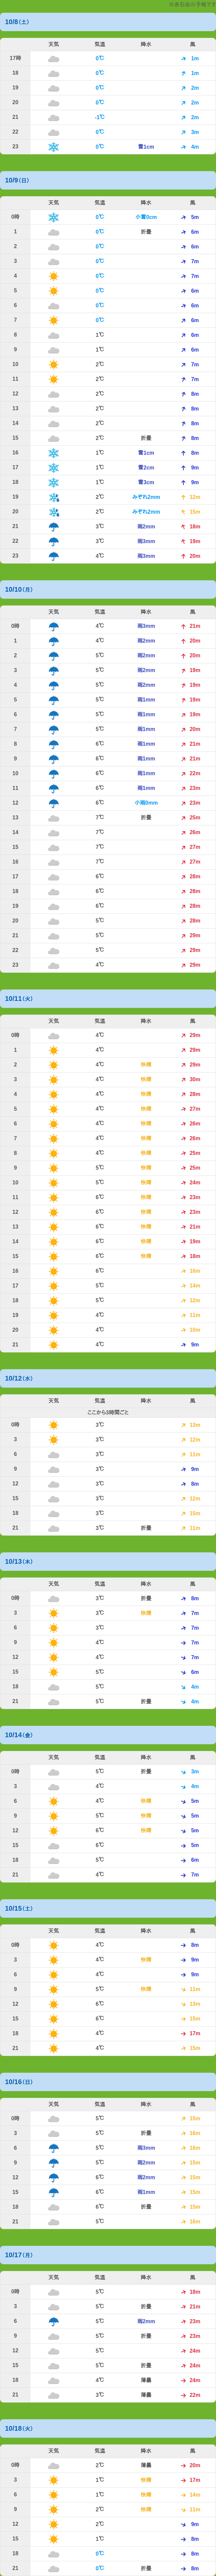 10/8(土)
天気 気温 降水 風
17時 0℃ 1m
18 0℃ 1m
19 0℃ 2m
20 0℃ 2m
21 -1℃ 2m
22 0℃ 3m
23 0℃ 雪1cm 4m
10/9(日)
天気 気温 降水 風
0時 0℃ 小雪0cm 5m
1 0℃ 折曇 6m
2 0℃ 6m
3 0℃ 7m
4 0℃ 7m
5 0℃ 6m
6 0℃ 6m
7 0℃ 6m
8 1℃ 6m
9 1℃ 6m
10 2℃ 7m
11 2℃ 7m
12 2℃ 8m
13 2℃ 8m
14 2℃ 8m
15 2℃ 折曇 8m
16 1℃ 雪1cm 8m
17 1℃ 雪2cm 9m
18 1℃ 雪3cm 9m
19 2℃ みぞれ2mm 12m
20 2℃ みぞれ2mm 15m
21 3℃ 雨2mm 18m
22 3℃ 雨3mm 19m
23 4℃ 雨3mm 20m
10/10(月)
天気 気温 降水 風
0時 4℃ 雨3mm 21m
1 4℃ 雨2mm 20m
2 5℃ 雨2mm 20m
3 5℃ 雨2mm 19m
4 5℃ 雨2mm 19m
5 5℃ 雨1mm 19m
6 5℃ 雨1mm 19m
7 5℃ 雨1mm 20m
8 6℃ 雨1mm 21m
9 6℃ 雨1mm 21m
10 6℃ 雨1mm 22m
11 6℃ 雨1mm 23m
12 6℃ 小雨0mm 23m
13 7℃ 折曇 25m
14 7℃ 26m
15 7℃ 27m
16 7℃ 27m
17 6℃ 28m
18 6℃ 28m
19 6℃ 28m
20 5℃ 28m
21 5℃ 29m
22 5℃ 29m
23 4℃ 29m
10/11(火)
天気 気温 降水 風
0時 4℃ 29m
1 4℃ 29m
2 4℃ 快晴 29m
3 4℃ 快晴 30m
4 4℃ 快晴 28m
5 4℃ 快晴 27m
6 4℃ 快晴 26m
7 4℃ 快晴 26m
8 4℃ 快晴 25m
9 5℃ 快晴 25m
10 5℃ 快晴 24m
11 6℃ 快晴 23m
12 6℃ 快晴 23m
13 6℃ 快晴 21m
14 6℃ 快晴 19m
15 6℃ 快晴 18m
16 6℃ 16m
17 5℃ 14m
18 5℃ 12m
19 4℃ 11m
20 4℃ 10m
21 4℃ 9m
10/12(水)
天気 気温 降水 風
ここから3時間ごと
0時 3℃ 13m
3 3℃ 12m
6 3℃ 11m
9 3℃ 9m
12 3℃ 8m
15 3℃ 12m
18 3℃ 15m
21 3℃ 折曇 11m
10/13(木)
天気 気温 降水 風
0時 3℃ 折曇 8m
3 3℃ 快晴 7m
6 3℃ 7m
9 4℃ 7m
12 4℃ 7m
15 5℃ 6m
18 5℃ 4m
21 5℃ 折曇 4m
10/14(金)
天気 気温 降水 風
0時 5℃ 折曇 3m
3 4℃ 4m
6 4℃ 快晴 5m
9 5℃ 快晴 5m
12 6℃ 快晴 5m
15 6℃ 5m
18 5℃ 6m
21 4℃ 7m
10/15(土)
天気 気温 降水 風
0時 4℃ 8m
3 4℃ 快晴 9m
6 4℃ 9m
9 5℃ 快晴 11m
12 6℃ 13m
15 6℃ 15m
18 4℃ 17m
21 4℃ 15m
10/16(日)
天気 気温 降水 風
0時 5℃ 15m
3 5℃ 折曇 16m
6 5℃ 雨3mm 16m
9 5℃ 雨2mm 15m
12 6℃ 雨2mm 15m
15 6℃ 雨1mm 15m
18 6℃ 折曇 15m
21 5℃ 16m
10/17(月)
天気 気温 降水 風
0時 5℃ 18m
3 5℃ 折曇 21m
6 5℃ 雨2mm 23m
9 5℃ 折曇 23m
12 5℃ 24m
15 5℃ 折曇 24m
18 4℃ 薄曇 24m
21 3℃ 薄曇 22m
10/18(火)
天気 気温 降水 風
0時 2℃ 薄曇 20m
3 1℃ 快晴 17m
6 1℃ 快晴 14m
9 2℃ 快晴 11m
12 2℃ 9m
15 1℃ 8m
18 0℃ 8m
21 0℃ 折曇 8m